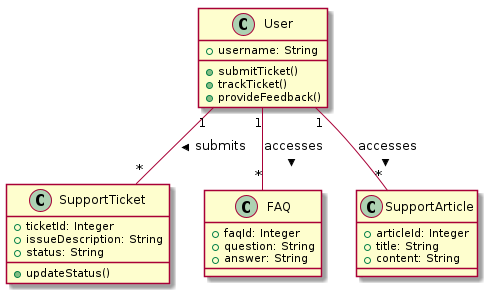 C User
username: String
submitTicket()
trackTicket()
provideFeedback()
1 1 1
submits accesses accesses
* * *
C SupportTicket
ticketId: Integer
issueDescription: String
status: String
updateStatus()
C FAQ
faqId: Integer
question: String
answer: String
C SupportArticle
articleId: Integer
title: String
content: String